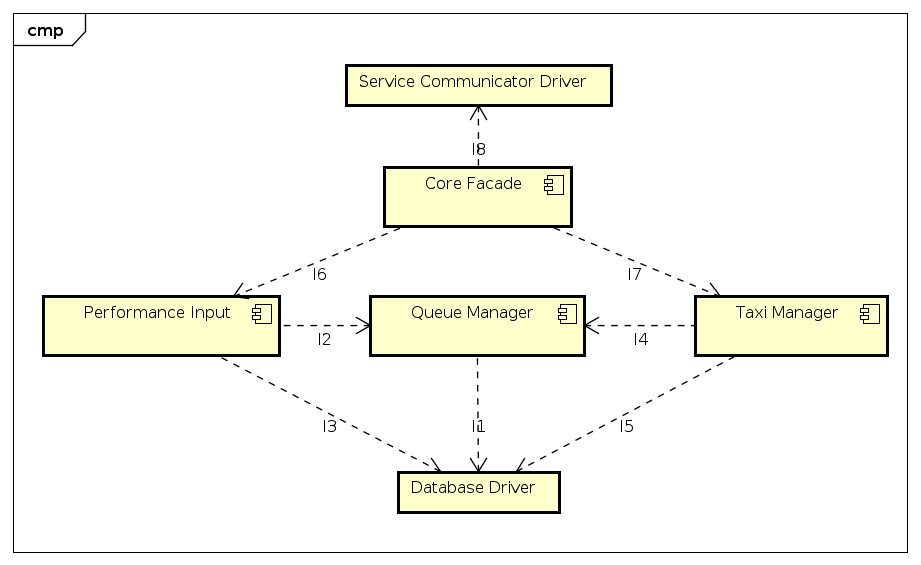 cmp
Service Communicator Driver
I8
Core Facade
I6
I7
Performance Input
Queue Manager
Taxi Manager
I2
I4
I3
I1
I5
Database Driver